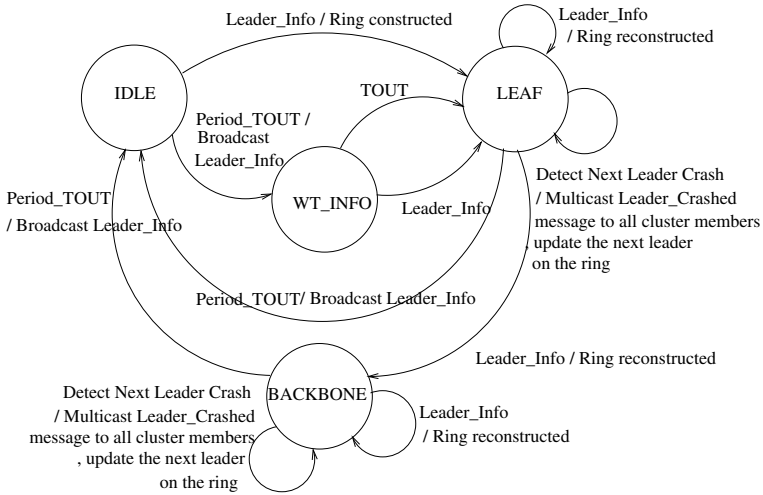 Leader_Info / Ring constructed
Leader_Info
/ Ring reconstructed
IDLE
LEAF
TOUT
Period_TOUT /
Broadcast
Leader_Info
WT_INFO
Leader_Info
Detect Next Leader Crash
/ Multicast Leader_Crashed
message to all cluster members
, update the next leader
on the ring
Period_TOUT
/ Broadcast Leader_Info
Period_TOUT/ Broadcast Leader_Info
Leader_Info / Ring reconstructed
BACKBONE
Detect Next Leader Crash
/ Multicast Leader_Crashed
message to all cluster members
, update the next leader
on the ring
Leader_Info
/ Ring reconstructed